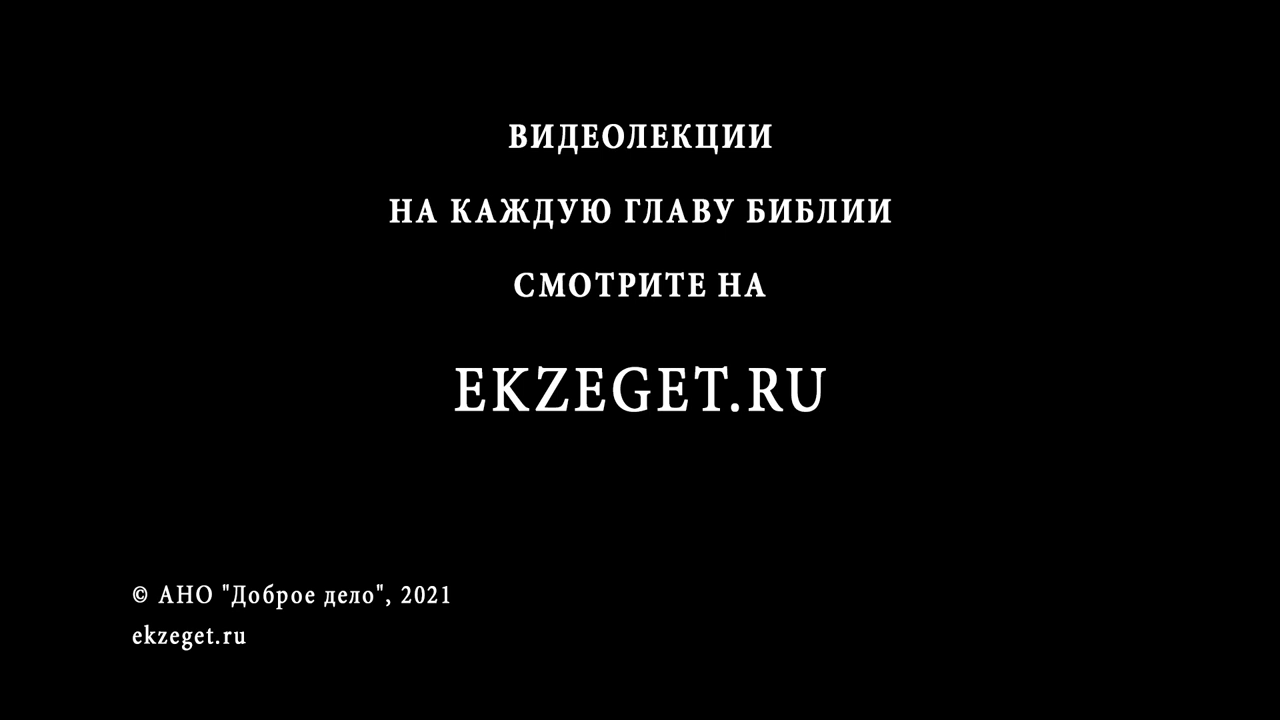 ВИДЕОЛЕКЦИИ
НА КАЖДУЮ ГЛАВУ БИБЛИИ
СМОТРИТЕ НА
EKZEGET.RU
© АНО "Доброе дело", 2021
ekzeget.ru